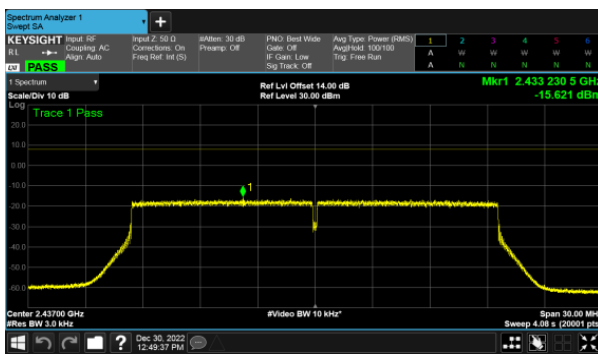 Spectrum Analyzer 1
Swept SA
KEYSIGHT Input: RF Input Z: 50 Ω #Atten: 30 dB PNO: Best Wide Avg Type: Power (RMS) 1 2 3 4 5 6
RL Coupling: AC Corrections: On Preamp: Off Gate: Off Avg|Hold: 100/100 A W W W W W
Align: Auto Freq Ref: Int (S) IF Gain: Low Trig: Free Run
PASS Sig Track: Off A N N N N N
1 Spectrum Ref Lvl Offset 14.00 dB Mkr1 2.433 230 5 GHz
Scale/Div 10 dB Ref Level 30.00 dBm -15.621 dBm
Log
Trace 1 Pass
20.0
10.0
0.00
-10.0
1
-20.0
-30.0
-40.0
-50.0
-60.0
Center 2.43700 GHz #Video BW 10 kHz* Span 30.00 MH
#Res BW 3.0 kHz Sweep 4.08 s (20001 pts
? Dec 30, 2022
12:49:37 PM